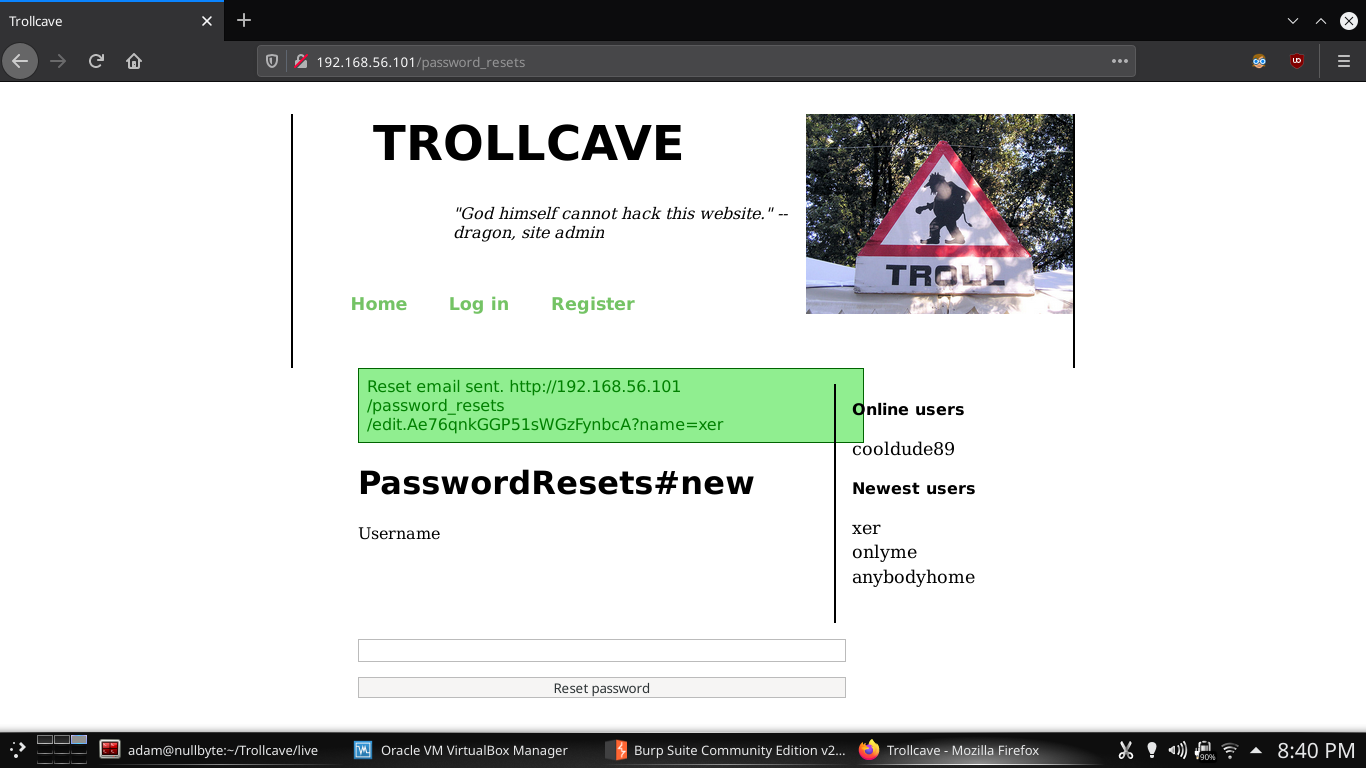 Trollcave
192.168.56.101/password_resets
TROLLCAVE
"God himself cannot hack this website." --
dragon, site admin
TROLL
Home Log in Register
Reset email sent. http://192.168.56.101
/password_resets
/edit.Ae76qnkGGP51sWGzFynbcA?name=xer
Online users
cooldude89
PasswordResets#new
Newest users
Username
xer
onlyme
anybodyhome
Reset password
adam@nullbyte:~/Trollcave/live Oracle VM VirtualBox Manager Burp Suite Community Edition v2... Trollcave - Mozilla Firefox 90% 8:40 PM